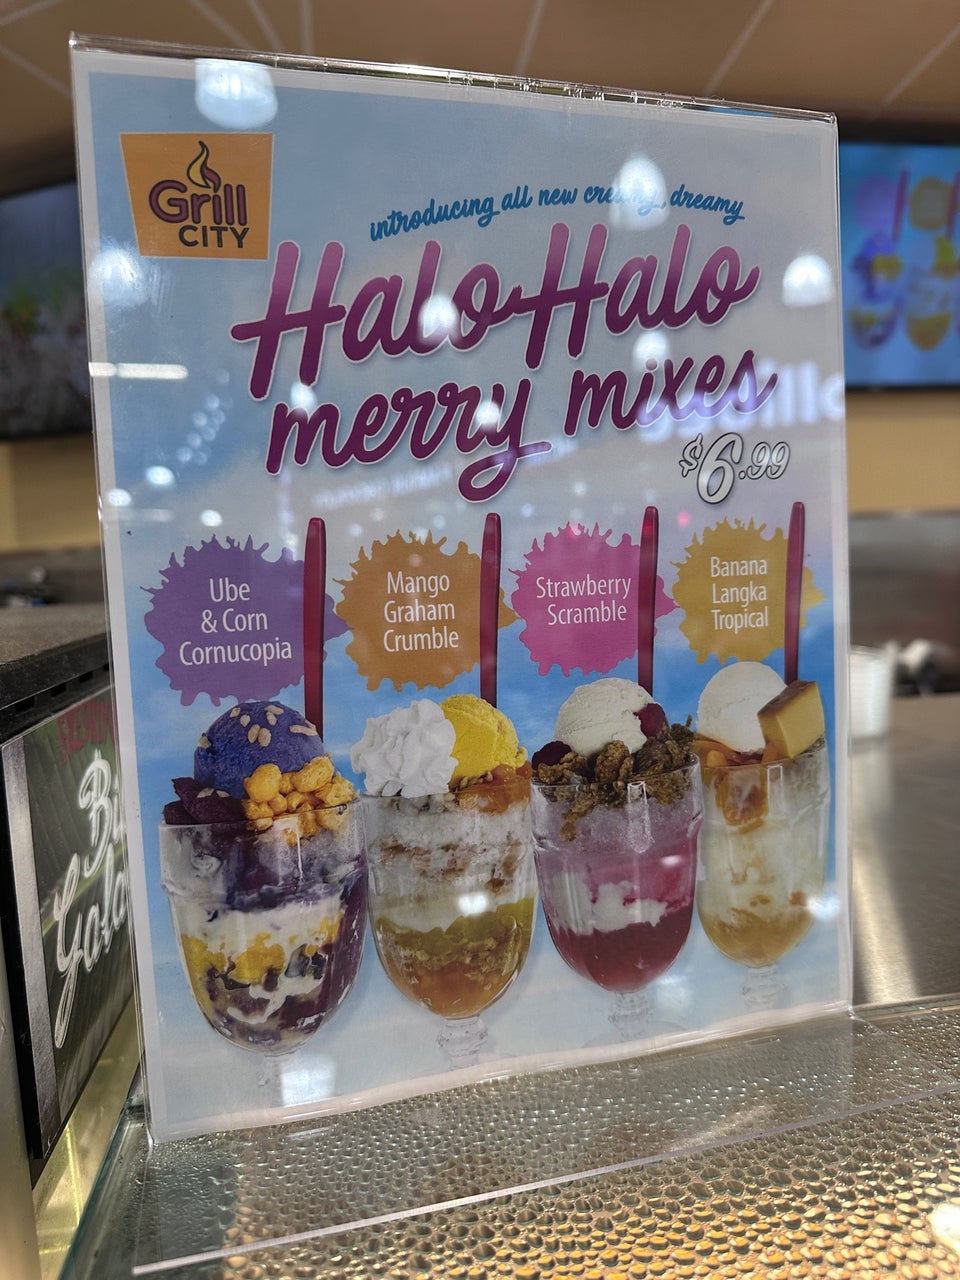 Grill
CITY
introducing all new creamy, dreamy
Halo Halo
merry mixes
$6.99
Ube
& Corn
Cornucopia
Mango
Graham
Crumble
Strawberry
Scramble
Banana
Langka
Tropical